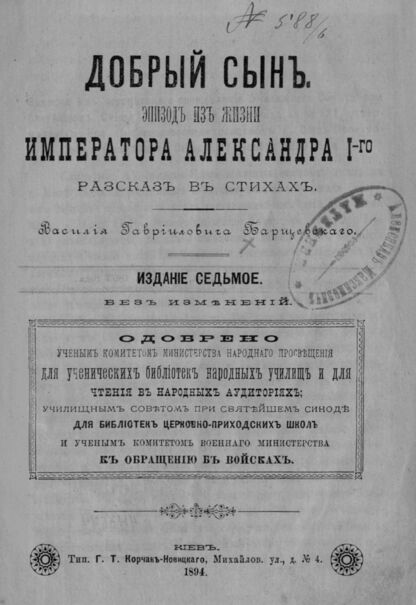 № 588/6
ДОБРЫЙ СЫНЪ.
ЭПИЗОДЪ ИЗЪ ЖИЗНИ
ИМПЕРАТОРА АЛЕКСАНДРА I-го
РАЗСКАЗЪ ВЪ СТИХАХЪ.
Василія Гавріиловича Барщевскаго.
ИЗДАНІЕ СЕДЬМОЕ.
БЕЗЪ ИЗМѢНЕНІЙ.
ОДОБРЕНО
УЧЕНЫМЪ КОМИТЕТОМЪ МИНИСТЕРСТВА НАРОДНАГО ПРОСВѢЩЕНІЯ
для ученическихъ библіотекъ народныхъ училищъ и для
ЧТЕНІЯ ВЪ НАРОДНЫХЪ АУДИТОРІЯХЪ;
УЧИЛИЩНЫМЪ СОВѢТОМЪ ПРИ СВЯТѢЙШЕМЪ СИНОДѢ
ДЛЯ БИБЛІОТЕКЪ ЦЕРКОВНО-ПРИХОДСКИХЪ ШКОЛЪ
И УЧЕНЫМЪ КОМИТЕТОМЪ ВОЕННАГО МИНИСТЕРСТВА
КЪ ОБРАЩЕНІЮ ВЪ ВОЙСКАХЪ.
КІЕВЪ.
Тип. Г. Т. Корчакъ-Новицкаго, Михайлов. ул., д. № 4.
1894.